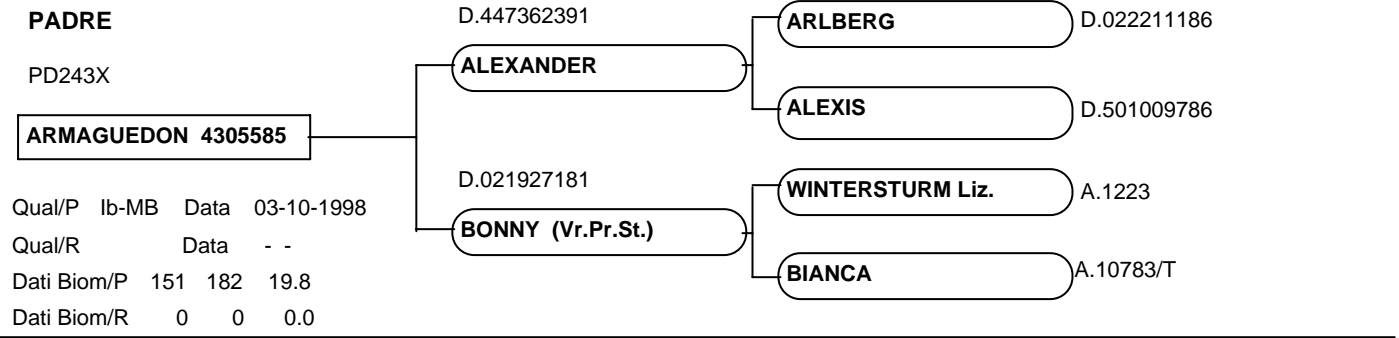 PADRE
PD243X
ARMAGUEDON 4305585
Qual/P Ib-MB Data 03-10-1998
Qual/R Data - -
Dati Biom/P 151 182 19.8
Dati Biom/R 0 0 0.0
D.447362391
ALEXANDER
D.021927181
BONNY (Vr.Pr.St.)
ARLBERG D.022211186
ALEXIS D.501009786
WINTERSTURM Liz. A.1223
BIANCA A.10783/T